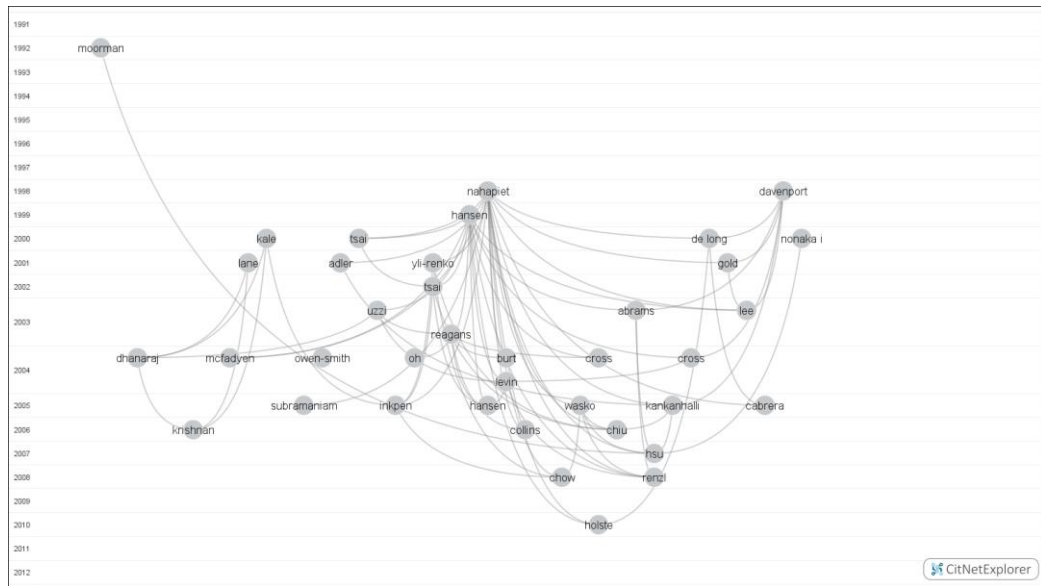 1991
1992
moorman
1993
1994
1995
1996
1997
1998
nahapiet
davenport
1999
hansen
2000
kale
tsai
de long
nonaka i
2001
lane
adler
yli-renko
gold
2002
tsai
uzzi
abrams
lee
2003
reagans
dhanaraj
mcfadyen
owen-smith
oh
burt
cross
cross
2004
levin
2005
subramaniam
inkpen
hansen
wasko
kankanhalli
cabrera
2006
krishnan
collins
chiu
2007
hsu
2008
chow
renzl
2009
2010
holste
2011
2012
CitNetExplorer